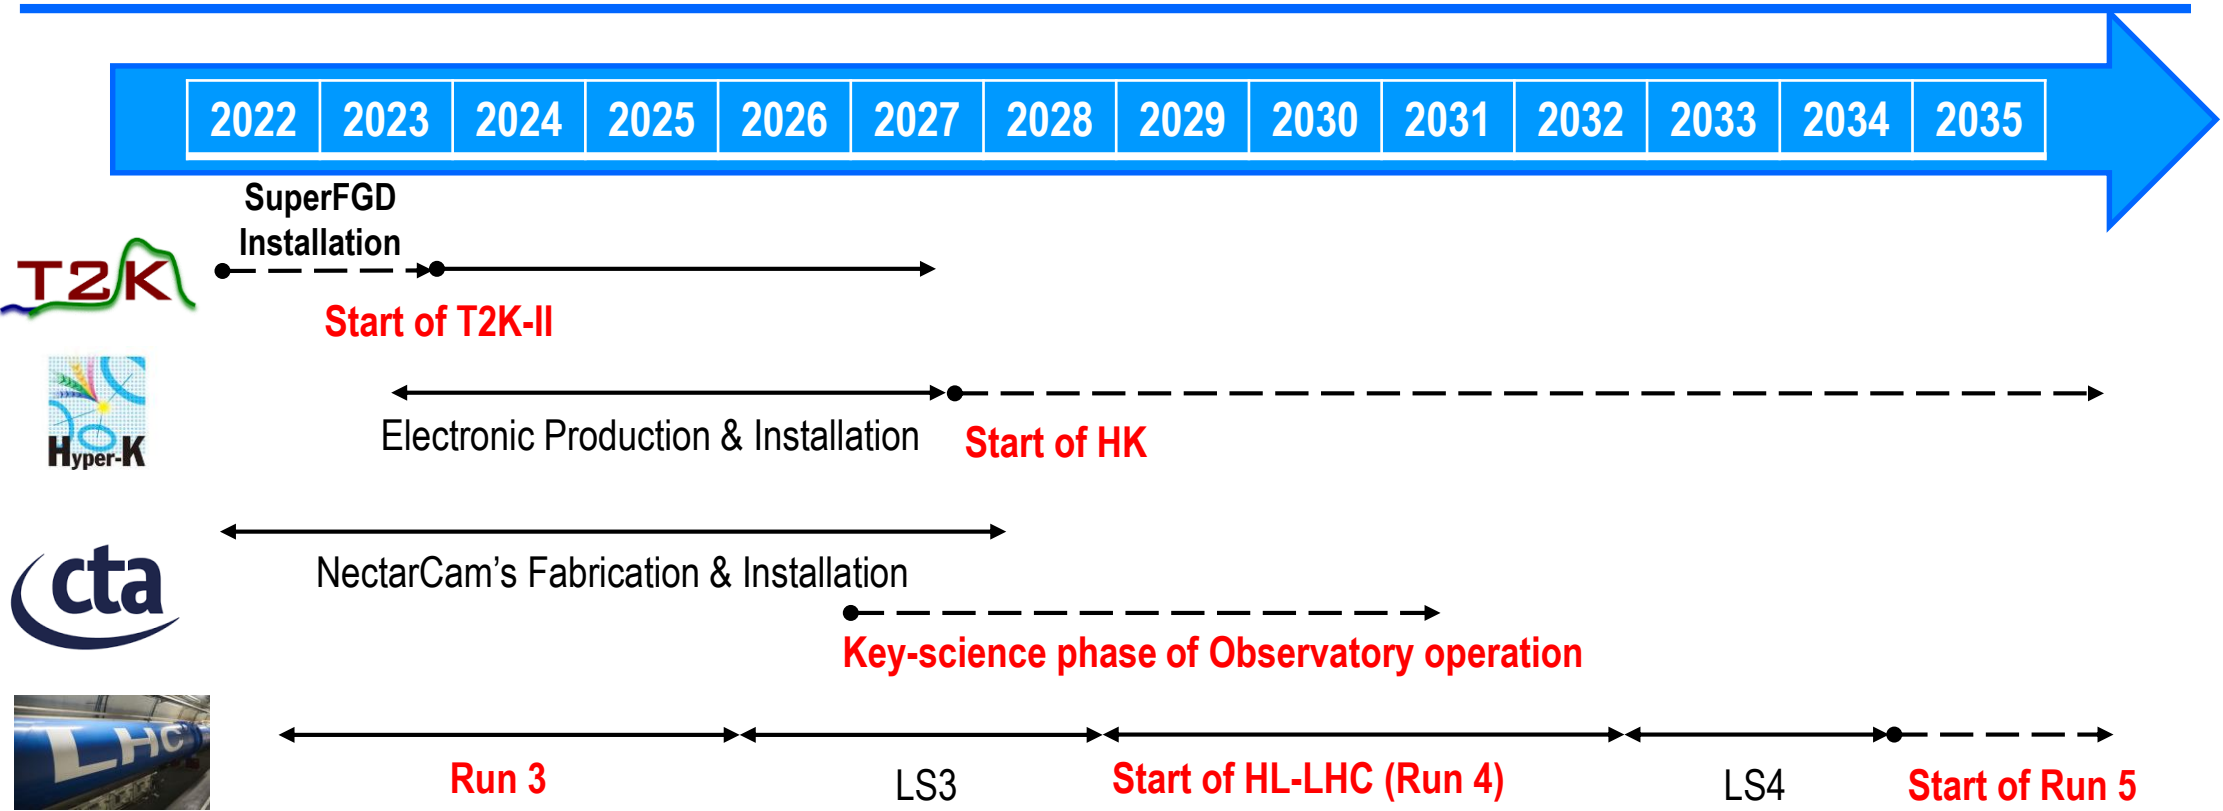 2022 2023 2024 2025 2026 2027 2028 2029 2030 2031 2032 2033 2034 2035
SuperFGD
Installation
T2K
Start of T2K-II
Hyper-K
Electronic Production & Installation
Start of HK
cta
NectarCam’s Fabrication & Installation
Key-science phase of Observatory operation
LHC
Run 3
LS3
Start of HL-LHC (Run 4)
LS4
Start of Run 5